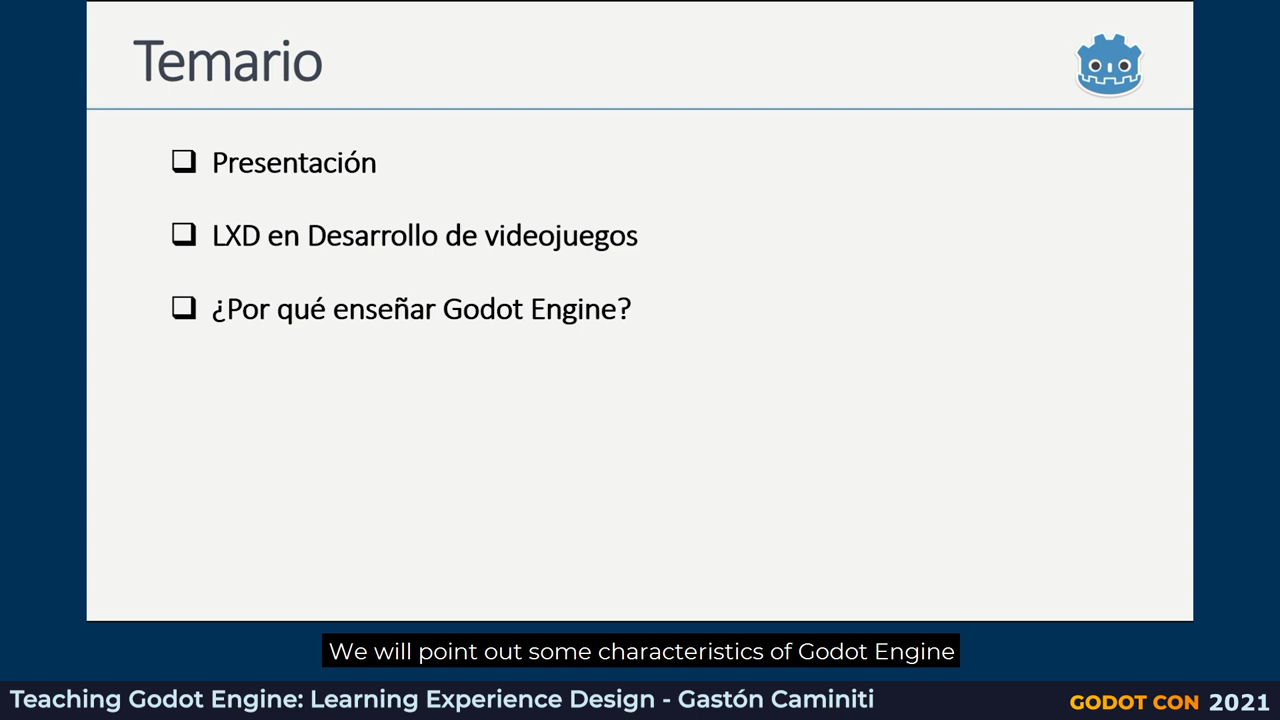 Temario
Presentación
LXD en Desarrollo de videojuegos
¿Por qué enseñar Godot Engine?
We will point out some characteristics of Godot Engine
Teaching Godot Engine: Learning Experience Design - Gastón Caminiti
GODOT CON 2021